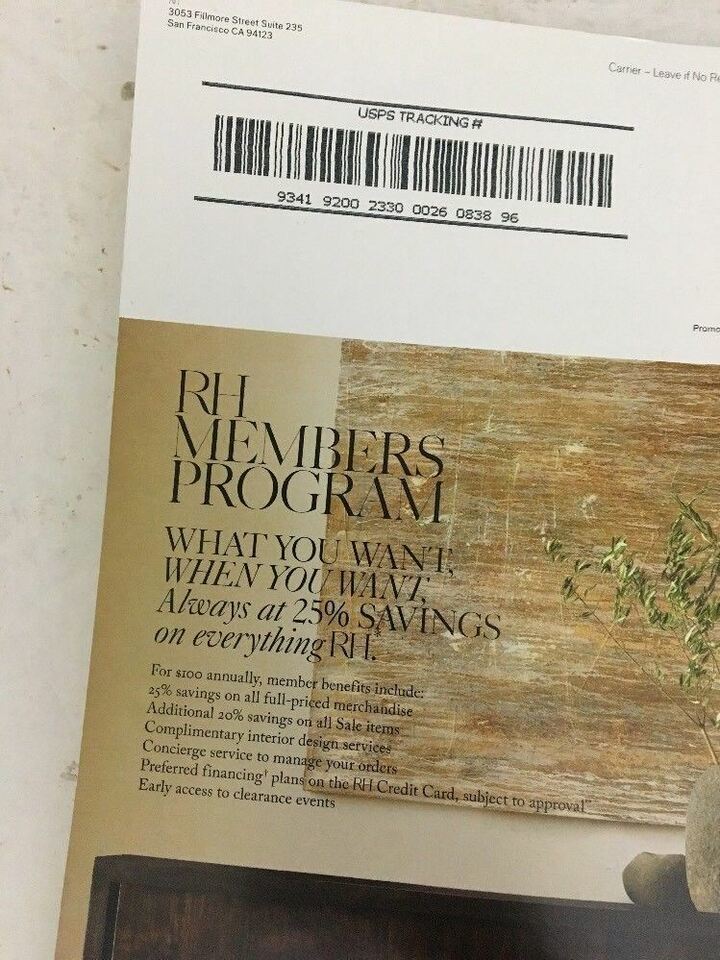 3053 Fillmore Street Suite 235
San Francisco CA 94123
Carrier – Leave if No
USPS TRACKING #
9341 9200 2330 0026 0838 96
RH
MEMBERS
PROGRAM
WHAT YOU WANT,
WHEN YOU WANT,
Always at 25% SAVINGS
on everything RH.
For $100 annually, member benefits include:
25% savings on all full-priced merchandise
Additional 20% savings on all Sale items
Complimentary interior design services
Concierge service to manage your orders
Preferred financing† plans on the RH Credit Card, subject to approval
Early access to clearance events